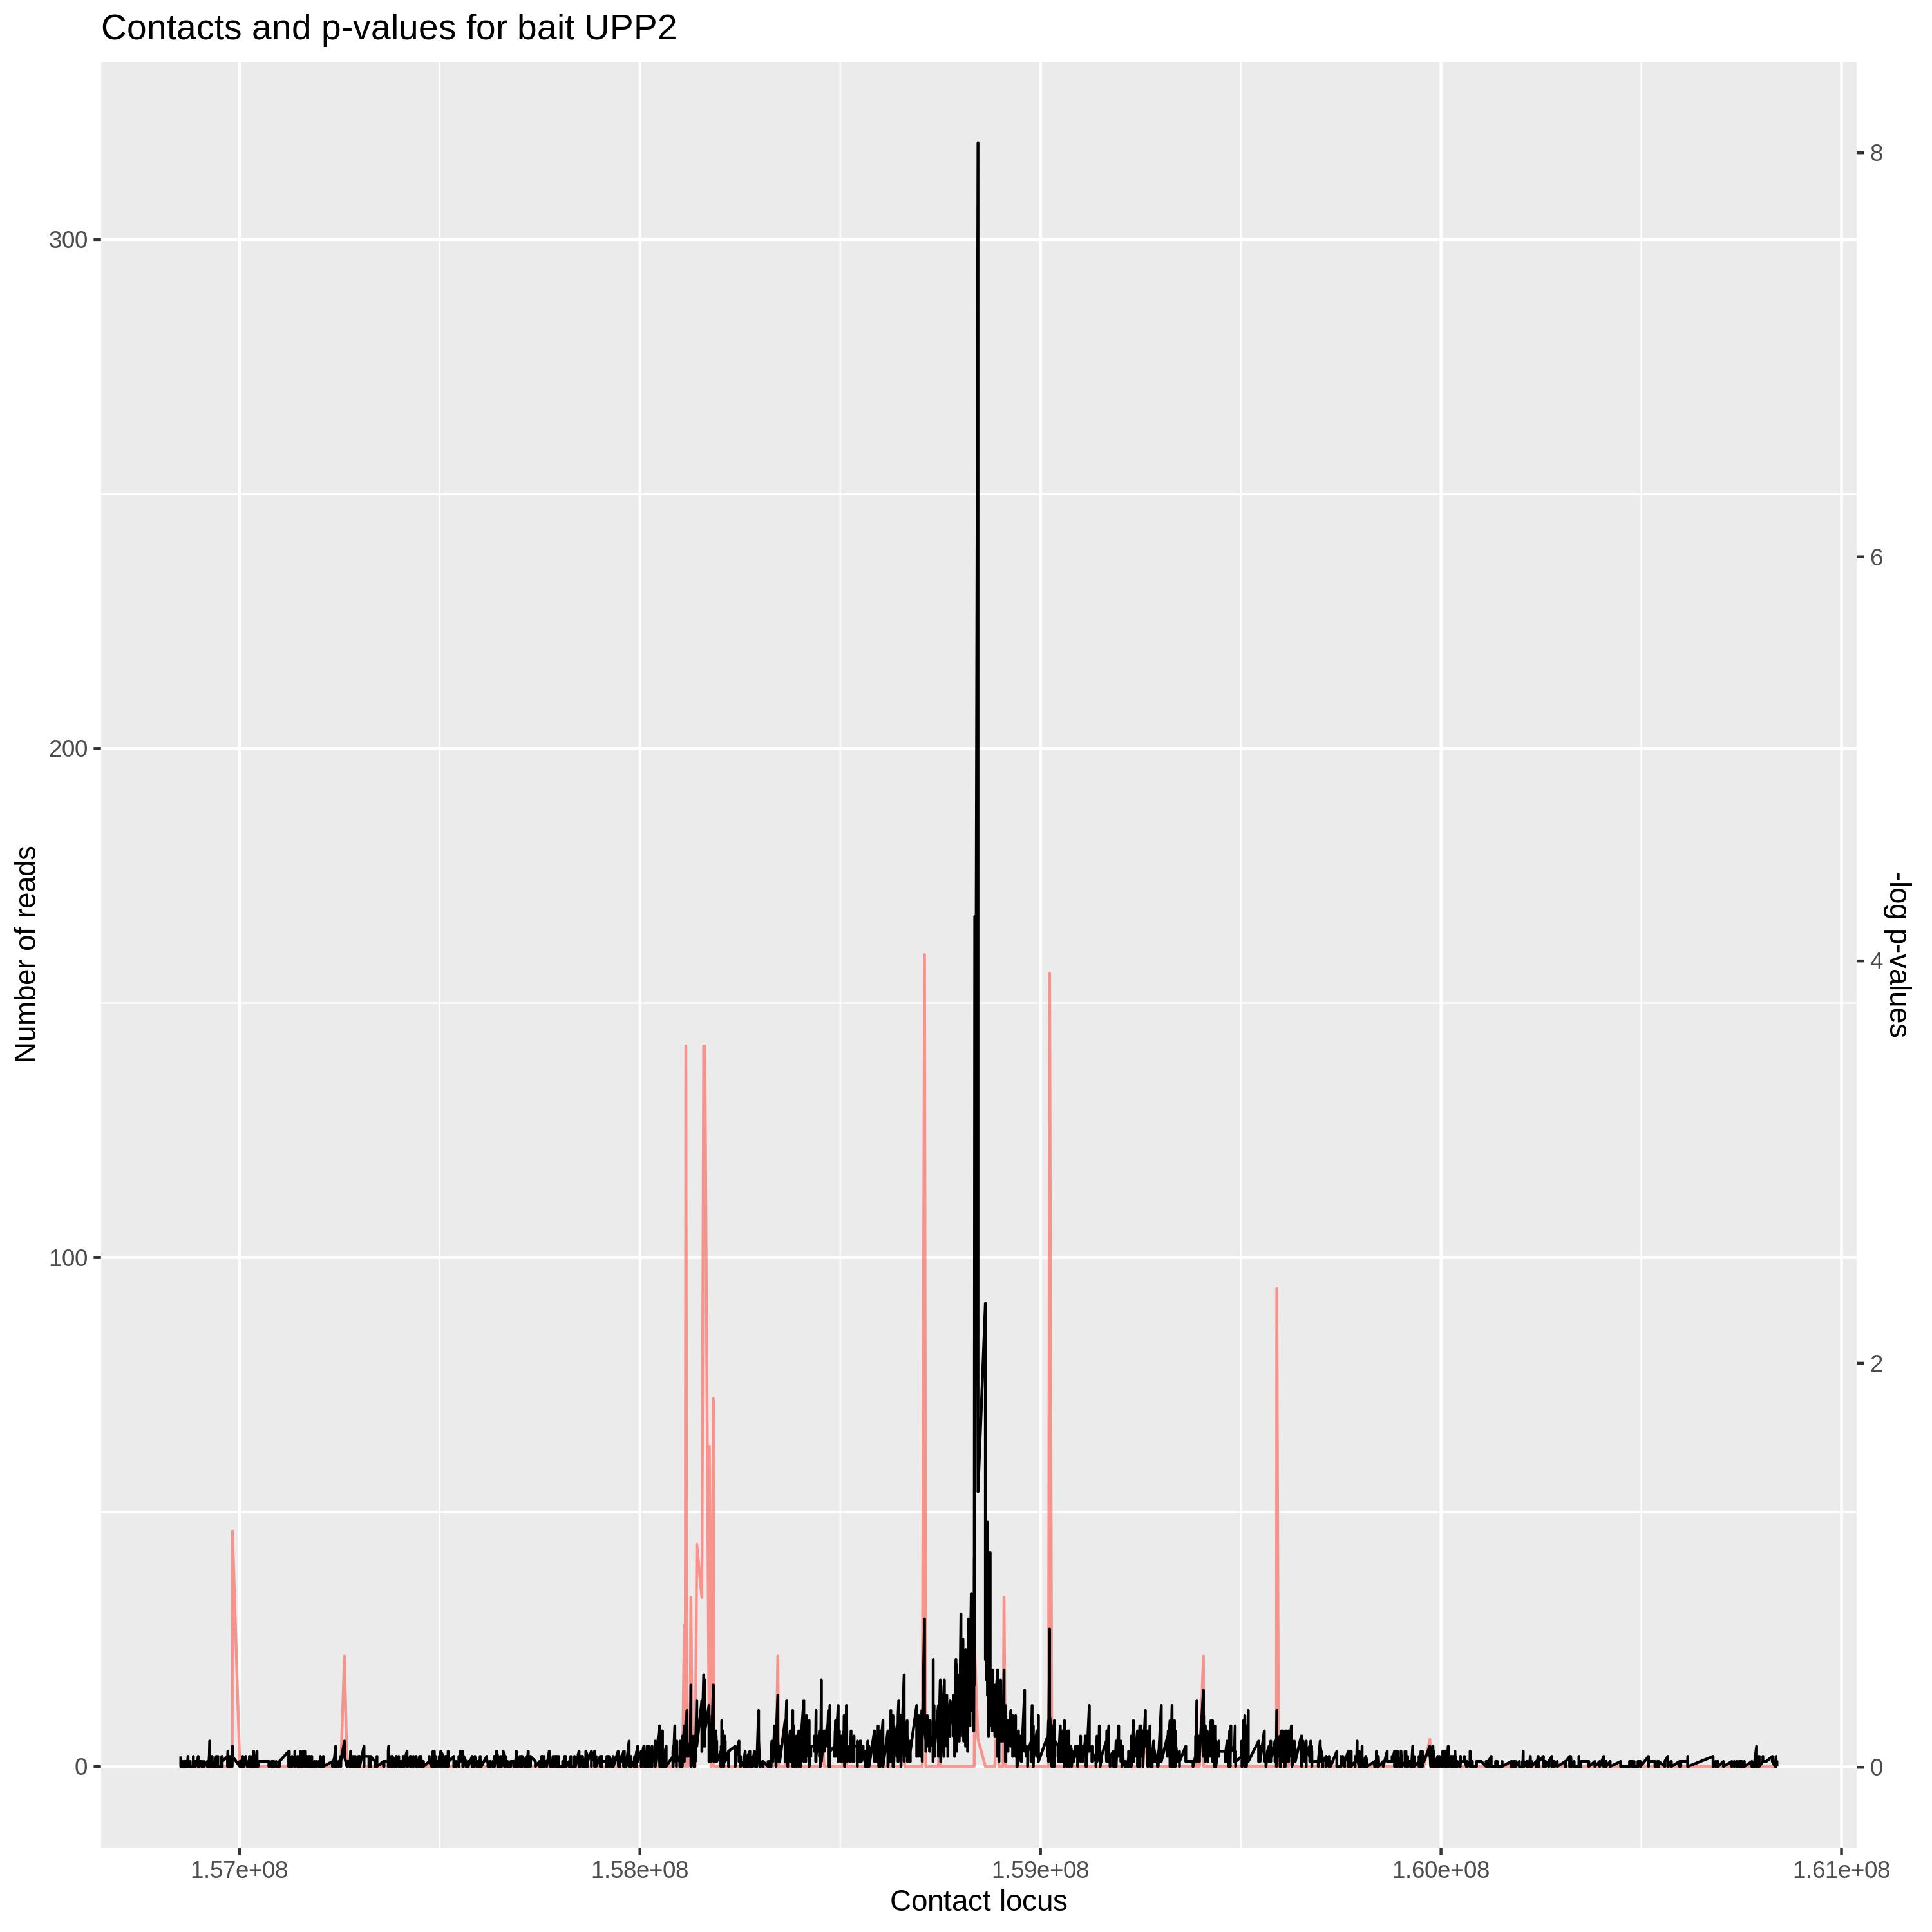 Contacts and p-values for bait UPP2
300
200
100
0
Number of reads
8
6
4
2
0
-log p-values
1.57e+08
1.58e+08
1.59e+08
1.60e+08
1.61e+08
Contact locus